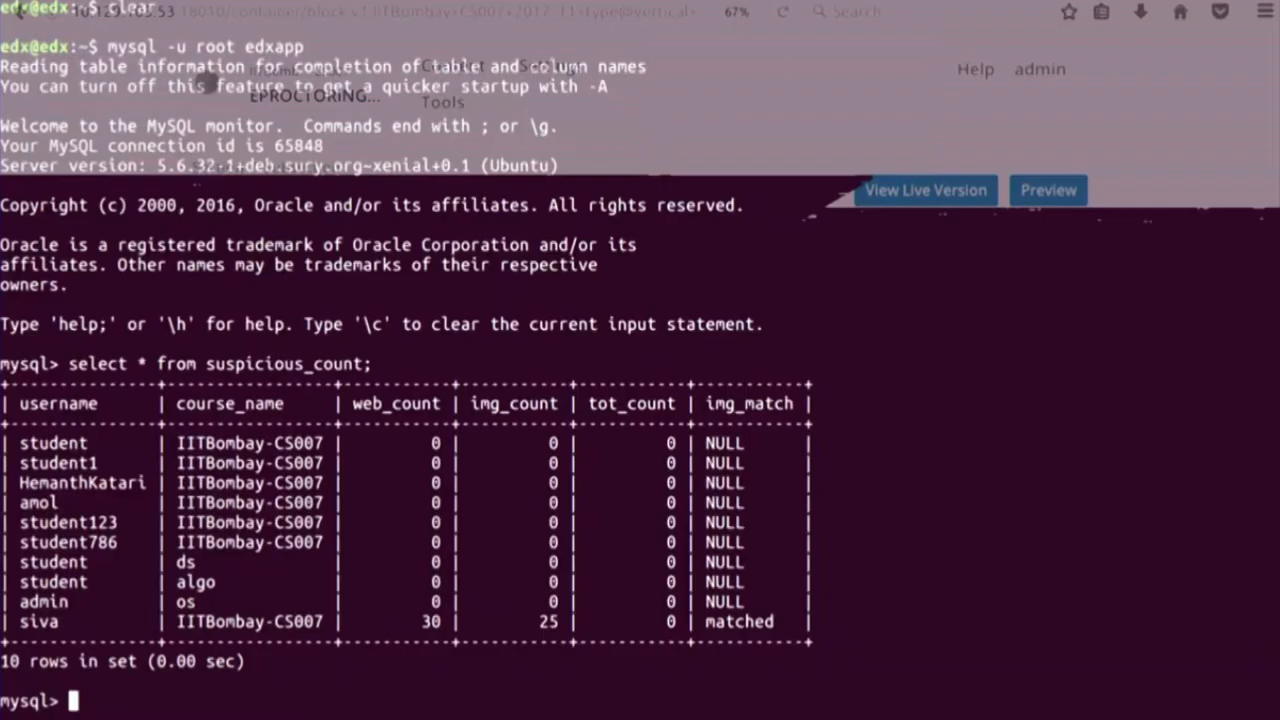 edx@edx:~$ clear
67%
Search
edx@edx:~$ mysql -u root edxapp
Reading table information for completion of table and column names
You can turn off this feature to get a quicker startup with -A
Help admin
EPROCTORING...
Tools
Welcome to the MySQL monitor.  Commands end with ; or \g.
Your MySQL connection id is 65848
Server version: 5.6.32-1+deb.sury.org~xenial+0.1 (Ubuntu)
View Live Version
Preview
Copyright (c) 2000, 2016, Oracle and/or its affiliates. All rights reserved.
Oracle is a registered trademark of Oracle Corporation and/or its
affiliates. Other names may be trademarks of their respective
owners.
Type 'help;' or '\h' for help. Type '\c' to clear the current input statement.
mysql> select * from suspicious_count;
+---------------+-----------------+-----------+-----------+-----------+-----------+
| username | course_name | web_count | img_count | tot_count | img_match |
+---------------+-----------------+-----------+-----------+-----------+-----------+
| student | IITBombay-CS007 | 0 | 0 | 0 | NULL |
| student1 | IITBombay-CS007 | 0 | 0 | 0 | NULL |
| HemanthKatari | IITBombay-CS007 | 0 | 0 | 0 | NULL |
| amol | IITBombay-CS007 | 0 | 0 | 0 | NULL |
| student123 | IITBombay-CS007 | 0 | 0 | 0 | NULL |
| student786 | IITBombay-CS007 | 0 | 0 | 0 | NULL |
| student | ds | 0 | 0 | 0 | NULL |
| student | algo | 0 | 0 | 0 | NULL |
| admin | os | 0 | 0 | 0 | NULL |
| siva | IITBombay-CS007 | 30 | 25 | 0 | matched |
+---------------+-----------------+-----------+-----------+-----------+-----------+
10 rows in set (0.00 sec)
mysql>